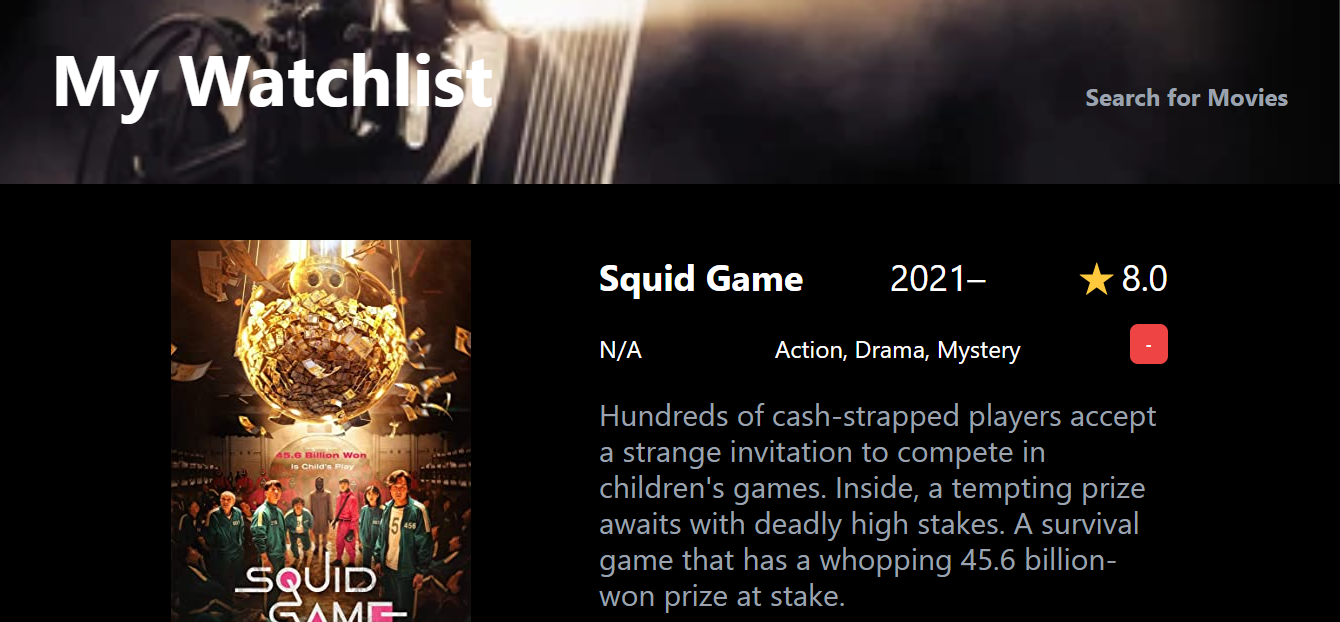 My Watchlist
Search for Movies
Squid Game 2021– ★ 8.0
N/A Action, Drama, Mystery -
45.6 Billion Won
Is Child's Play
456
SQUID
GAME
Hundreds of cash-strapped players accept
a strange invitation to compete in
children's games. Inside, a tempting prize
awaits with deadly high stakes. A survival
game that has a whopping 45.6 billion-
won prize at stake.